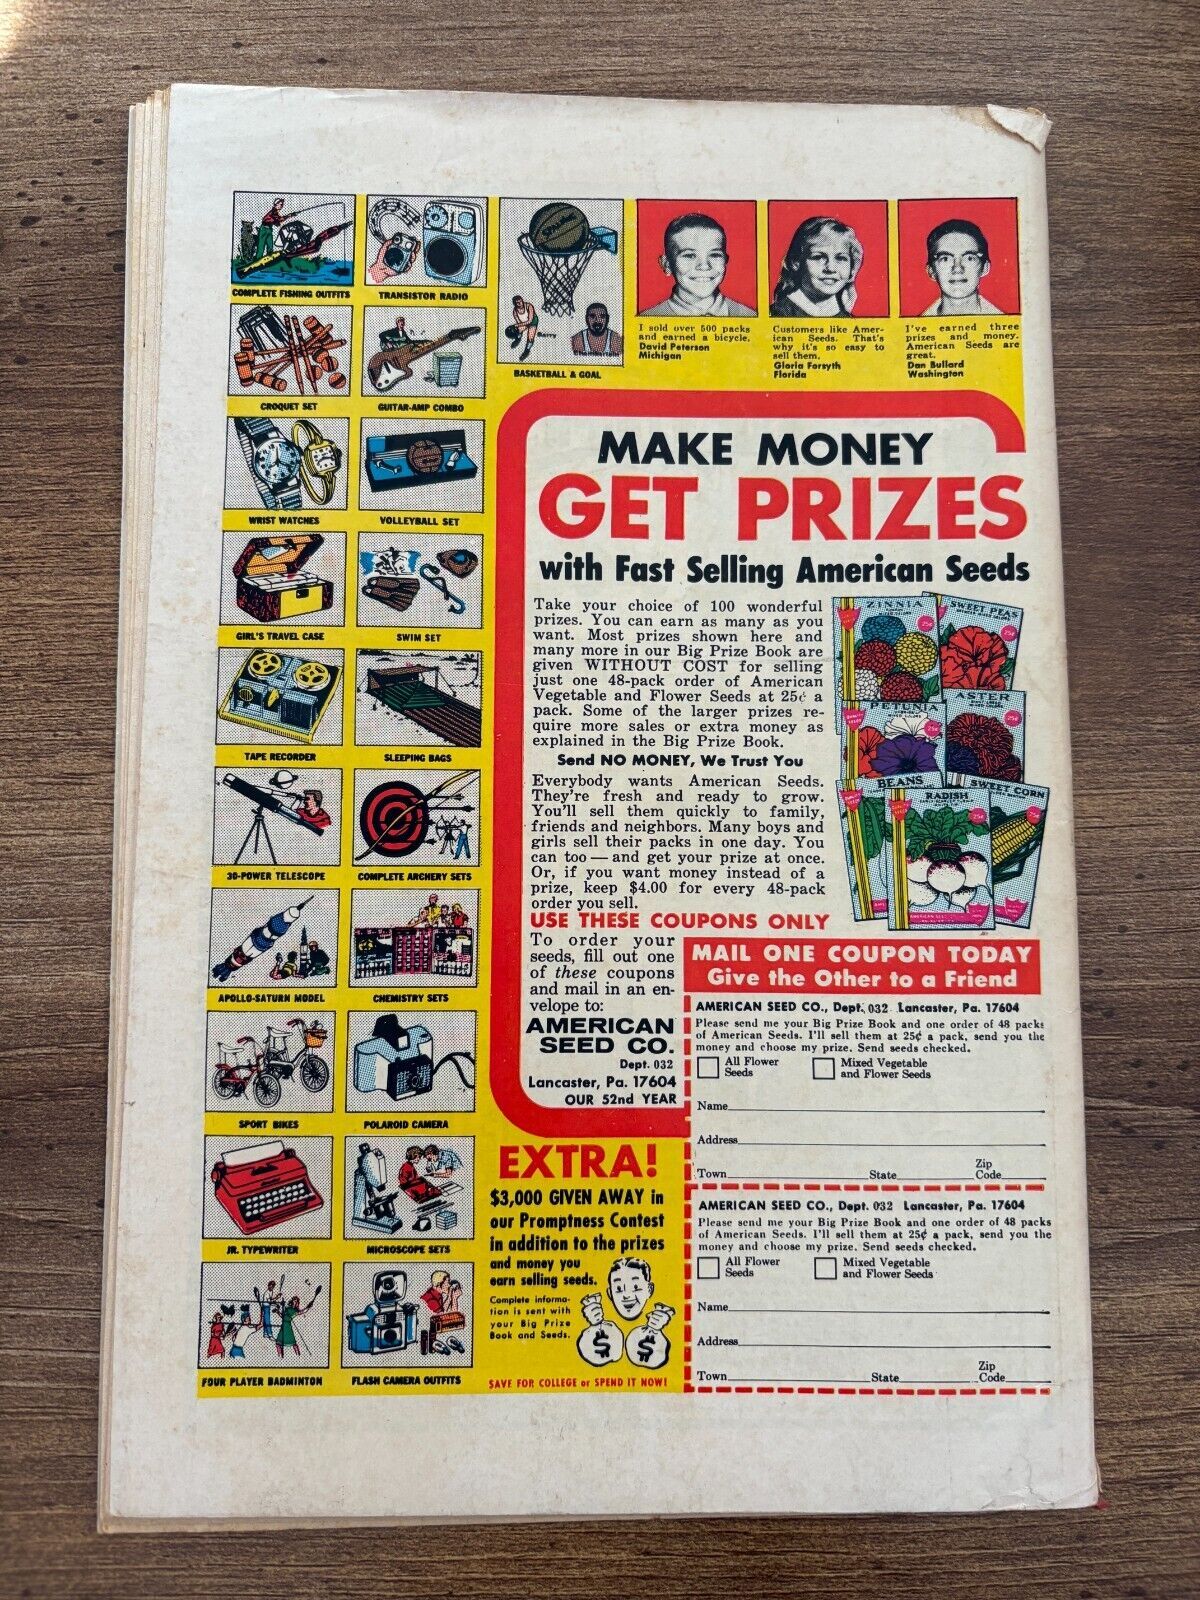 COMPLETE FISHING OUTFITS
TRANSISTOR RADIO
CROQUET SET
GUITAR-AMP COMBO
WRIST WATCHES
VOLLEYBALL SET
GIRL'S TRAVEL CASE
SWIM SET
TAPE RECORDER
SLEEPING BAGS
30-POWER TELESCOPE
COMPLETE ARCHERY SETS
APOLLO-SATURN MODEL
CHEMISTRY SETS
SPORT BIKES
POLAROID CAMERA
JR. TYPEWRITER
MICROSCOPE SETS
FOUR PLAYER BADMINTON
FLASH CAMERA OUTFITS
Barry
Chamberlain
BASKETBALL & GOAL
I sold over 500 packs
and earned a bicycle.
David Peterson
Michigan
Customers like Amer-
ican Seeds. That's
why it's so easy to
sell them.
Gloria Forsyth
Florida
I've earned three
prizes and money.
American Seeds are
great.
Dan Bullard
Washington
MAKE MONEY
GET PRIZES
with Fast Selling American Seeds
Take your choice of 100 wonderful
prizes. You can earn as many as you
want. Most prizes shown here and
many more in our Big Prize Book are
given WITHOUT COST for selling
just one 48-pack order of American
Vegetable and Flower Seeds at 25¢ a
pack. Some of the larger prizes re-
quire more sales or extra money as
explained in the Big Prize Book.
Send NO MONEY, We Trust You
Everybody wants American Seeds.
They're fresh and ready to grow.
You'll sell them quickly to family,
friends and neighbors. Many boys and
girls sell their packs in one day. You
can too — and get your prize at once.
Or, if you want money instead of a
prize, keep $4.00 for every 48-pack
order you sell.
ZINNIA
25¢
SWEET PEAS
25¢
PETUNIA
25¢
ASTER
25¢
BEANS
RADISH
25¢
SWEET CORN
25¢
USE THESE COUPONS ONLY
To order your
seeds, fill out one
of these coupons
and mail in an en-
velope to:
AMERICAN
SEED CO.
Dept. 032
Lancaster, Pa. 17604
OUR 52nd YEAR
MAIL ONE COUPON TODAY
Give the Other to a Friend
AMERICAN SEED CO., Dept. 032 Lancaster, Pa. 17604
Please send me your Big Prize Book and one order of 48 packs
of American Seeds. I'll sell them at 25¢ a pack, send you the
money and choose my prize. Send seeds checked.
All Flower Seeds
Mixed Vegetable and Flower Seeds
Name
Address
Town State Zip Code
AMERICAN SEED CO., Dept. 032 Lancaster, Pa. 17604
Please send me your Big Prize Book and one order of 48 packs
of American Seeds. I'll sell them at 25¢ a pack, send you the
money and choose my prize. Send seeds checked.
All Flower Seeds
Mixed Vegetable and Flower Seeds
Name
Address
Town State Zip Code
EXTRA!
$3,000 GIVEN AWAY in
our Promptness Contest
in addition to the prizes
and money you
earn selling seeds.
Complete informa-
tion is sent with
your Big Prize
Book and Seeds.
$ $
SAVE FOR COLLEGE or SPEND IT NOW!